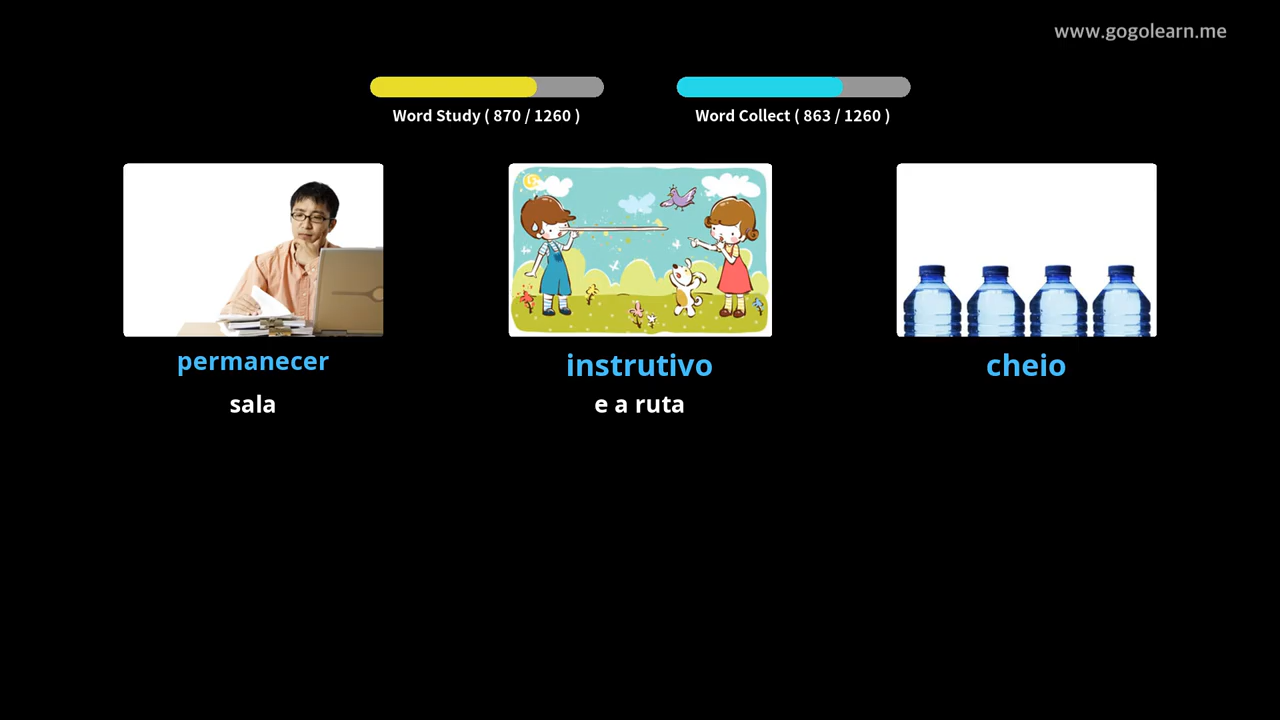 www.gogolearn.me
Word Study ( 870 / 1260 )
Word Collect ( 863 / 1260 )
permanecer
instrutivo
cheio
sala
e a ruta